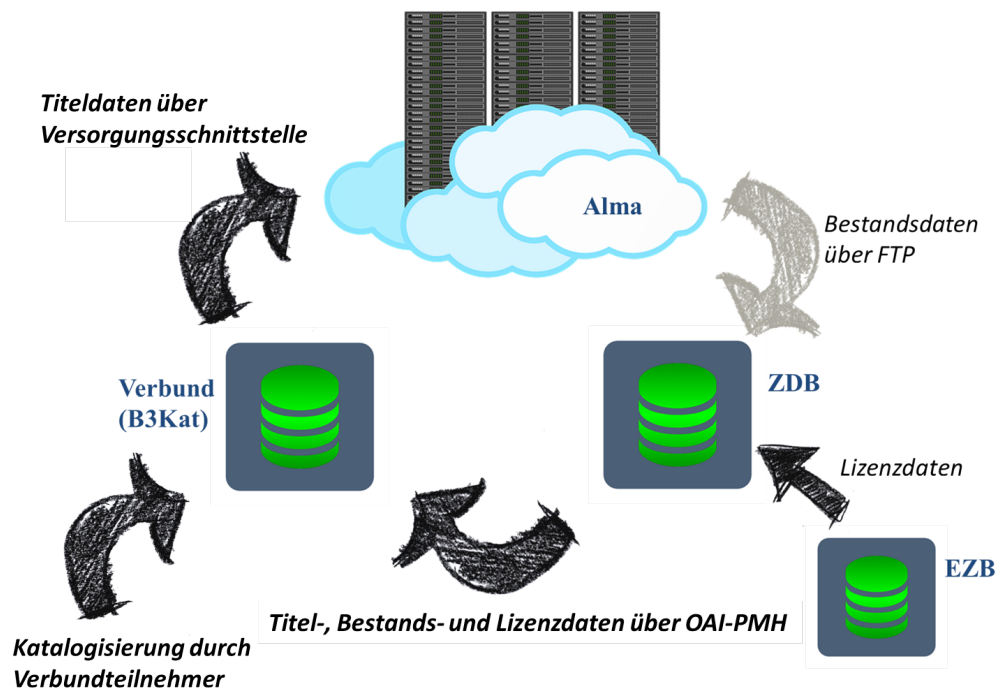 Titeldaten über
Versorgungsschnittstelle
Alma
Bestandsdaten
über FTP
Verbund
(B3Kat)
ZDB
Lizenzdaten
EZB
Titel-, Bestands- und Lizenzdaten über OAI-PMH
Katalogisierung durch
Verbundteilnehmer